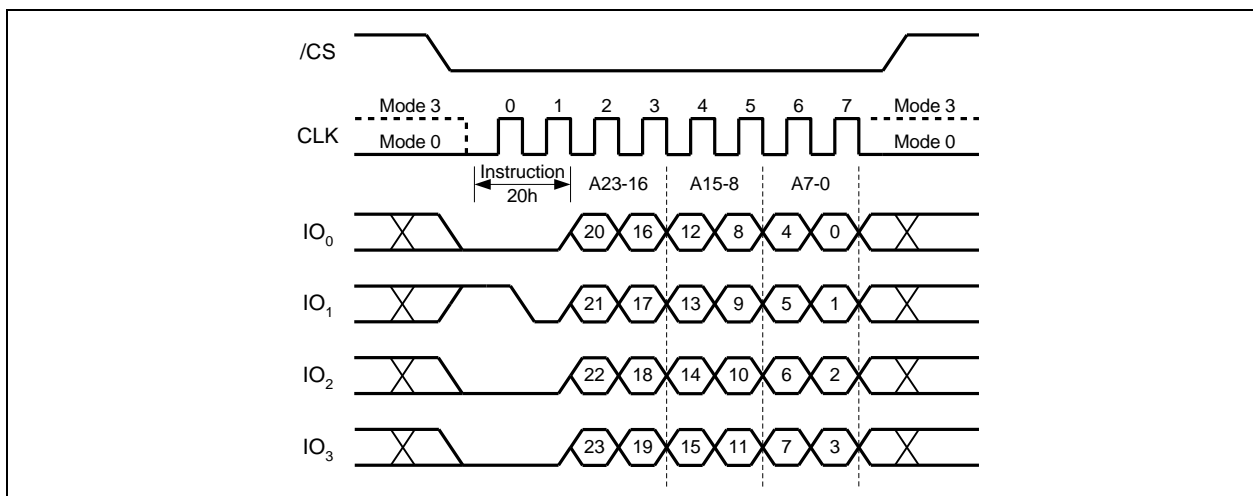 /CS
Mode 3 0 1 2 3 4 5 6 7 Mode 3
CLK
Mode 0 Mode 0
Instruction A23-16 A15-8 A7-0
20h
IO0 20 16 12 8 4 0
IO1 21 17 13 9 5 1
IO2 22 18 14 10 6 2
IO3 23 19 15 11 7 3